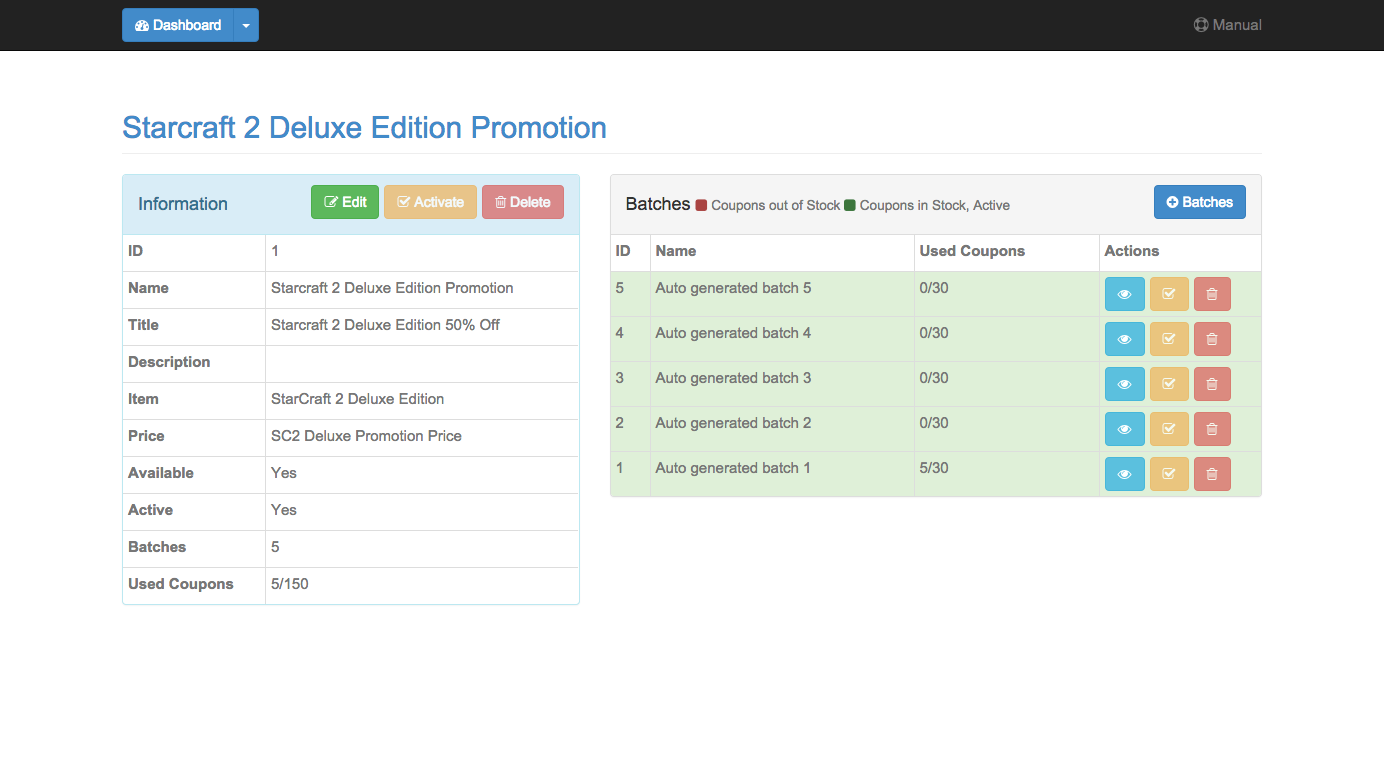 Dashboard
Manual
Starcraft 2 Deluxe Edition Promotion
Information Edit Activate Delete
ID 1
Name Starcraft 2 Deluxe Edition Promotion
Title Starcraft 2 Deluxe Edition 50% Off
Description
Item StarCraft 2 Deluxe Edition
Price SC2 Deluxe Promotion Price
Available Yes
Active Yes
Batches 5
Used Coupons 5/150
Batches Coupons out of Stock Coupons in Stock, Active Batches
ID Name Used Coupons Actions
5 Auto generated batch 5 0/30
4 Auto generated batch 4 0/30
3 Auto generated batch 3 0/30
2 Auto generated batch 2 0/30
1 Auto generated batch 1 5/30